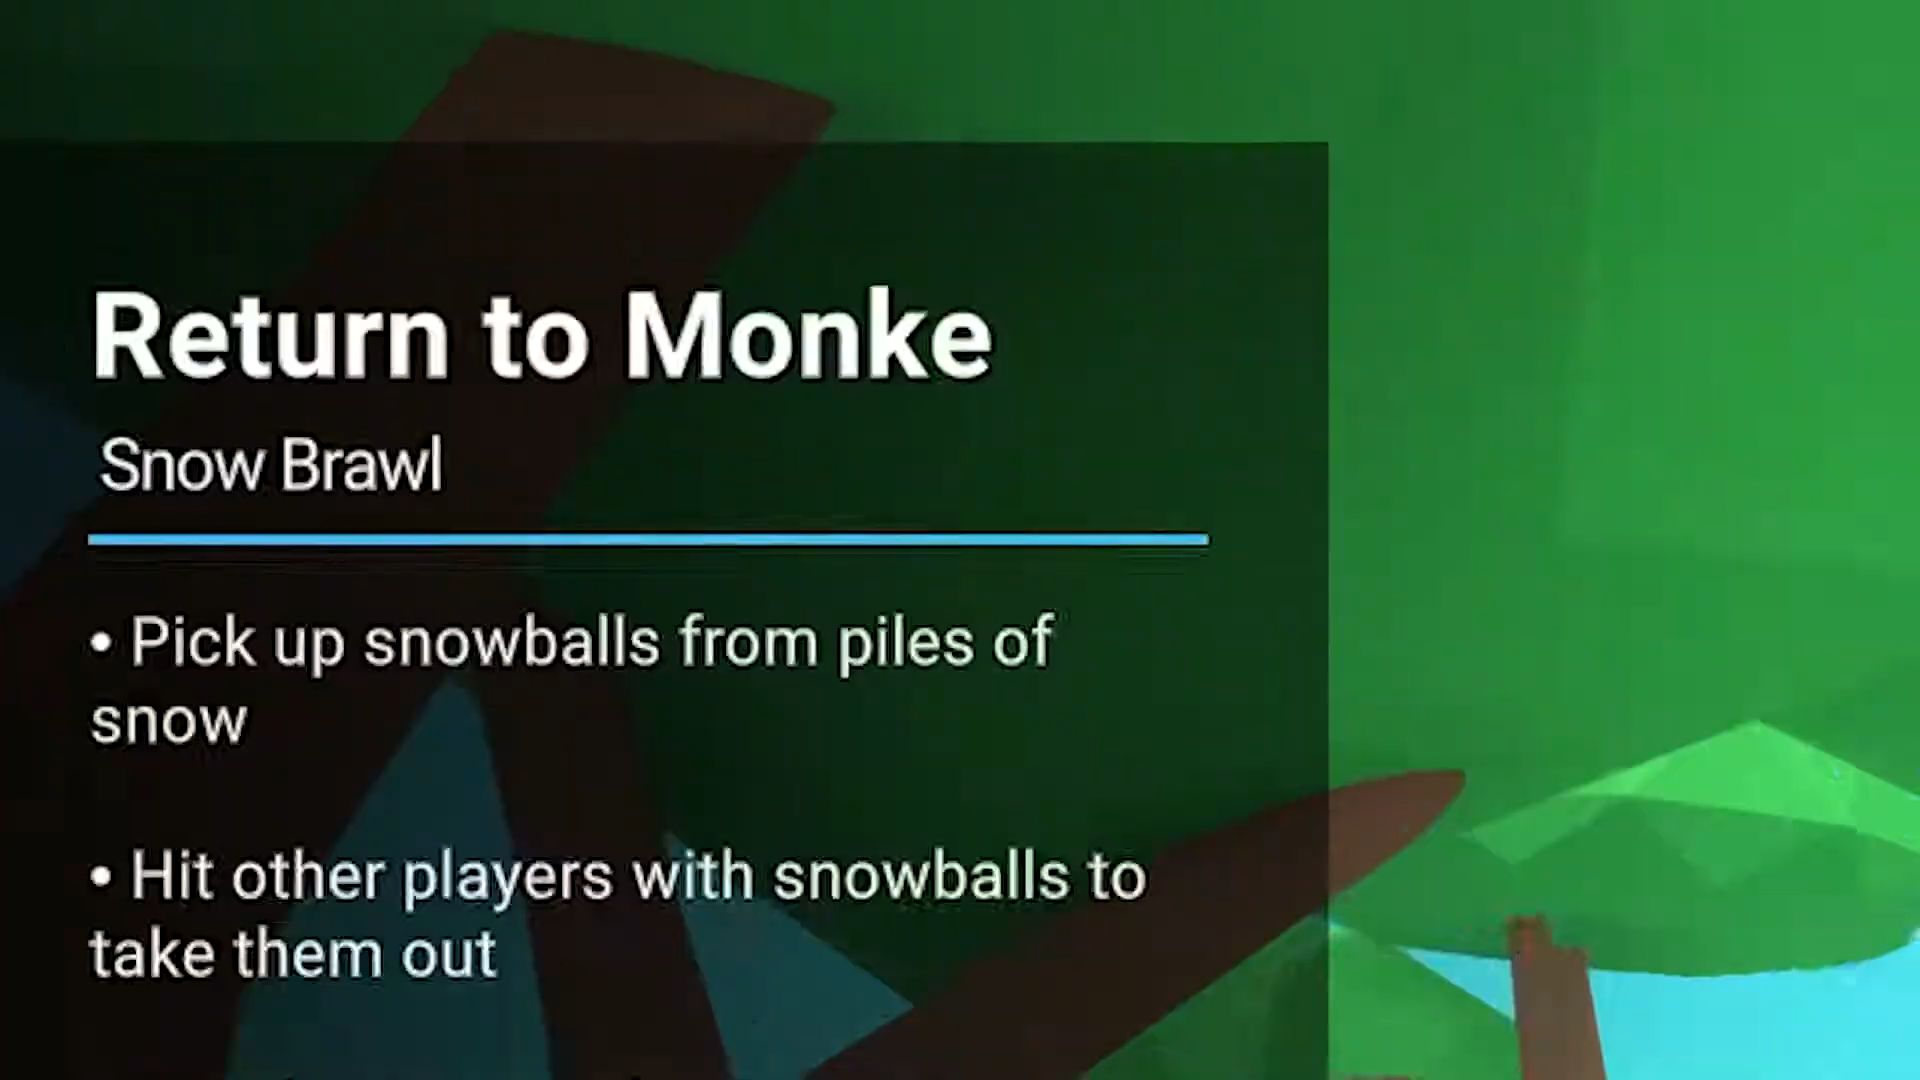 Return to Monke
Snow Brawl
• Pick up snowballs from piles of
snow
• Hit other players with snowballs to
take them out